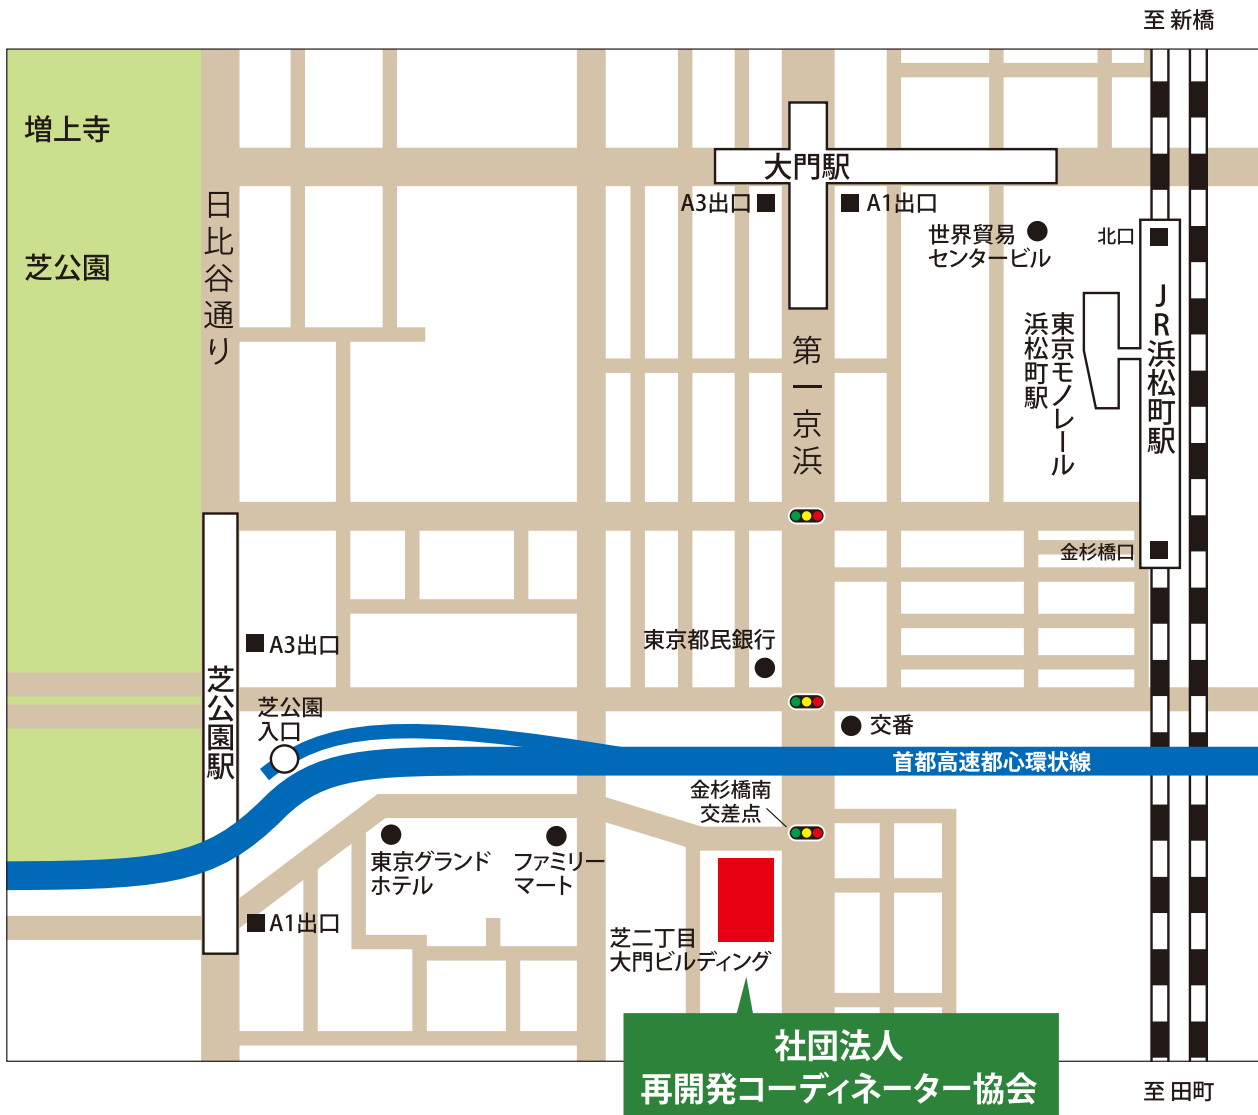 至 新橋
増上寺
芝公園
日比谷通り
大門駅
A3出口
A1出口
世界貿易
センタービル
北口
JR浜松町駅
東京モノレール
浜松町駅
第一京浜
金杉橋口
A3出口
東京都民銀行
芝公園駅
芝公園
入口
交番
首都高速都心環状線
金杉橋南
交差点
東京グランド
ホテル
ファミリー
マート
A1出口
芝二丁目
大門ビルディング
社団法人
再開発コーディネーター協会
至 田町